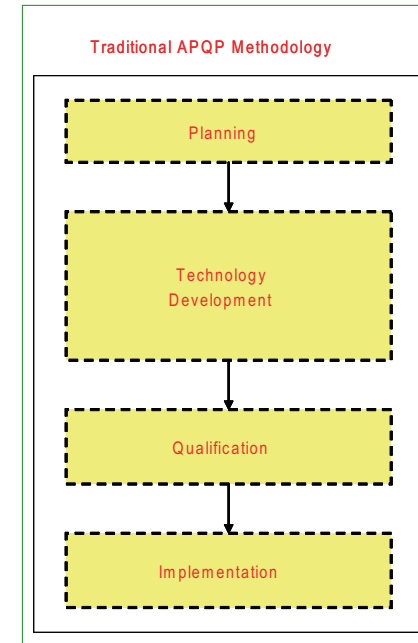 Traditional APQP Methodology
Planning
Technology
Development
Qualification
Implementation